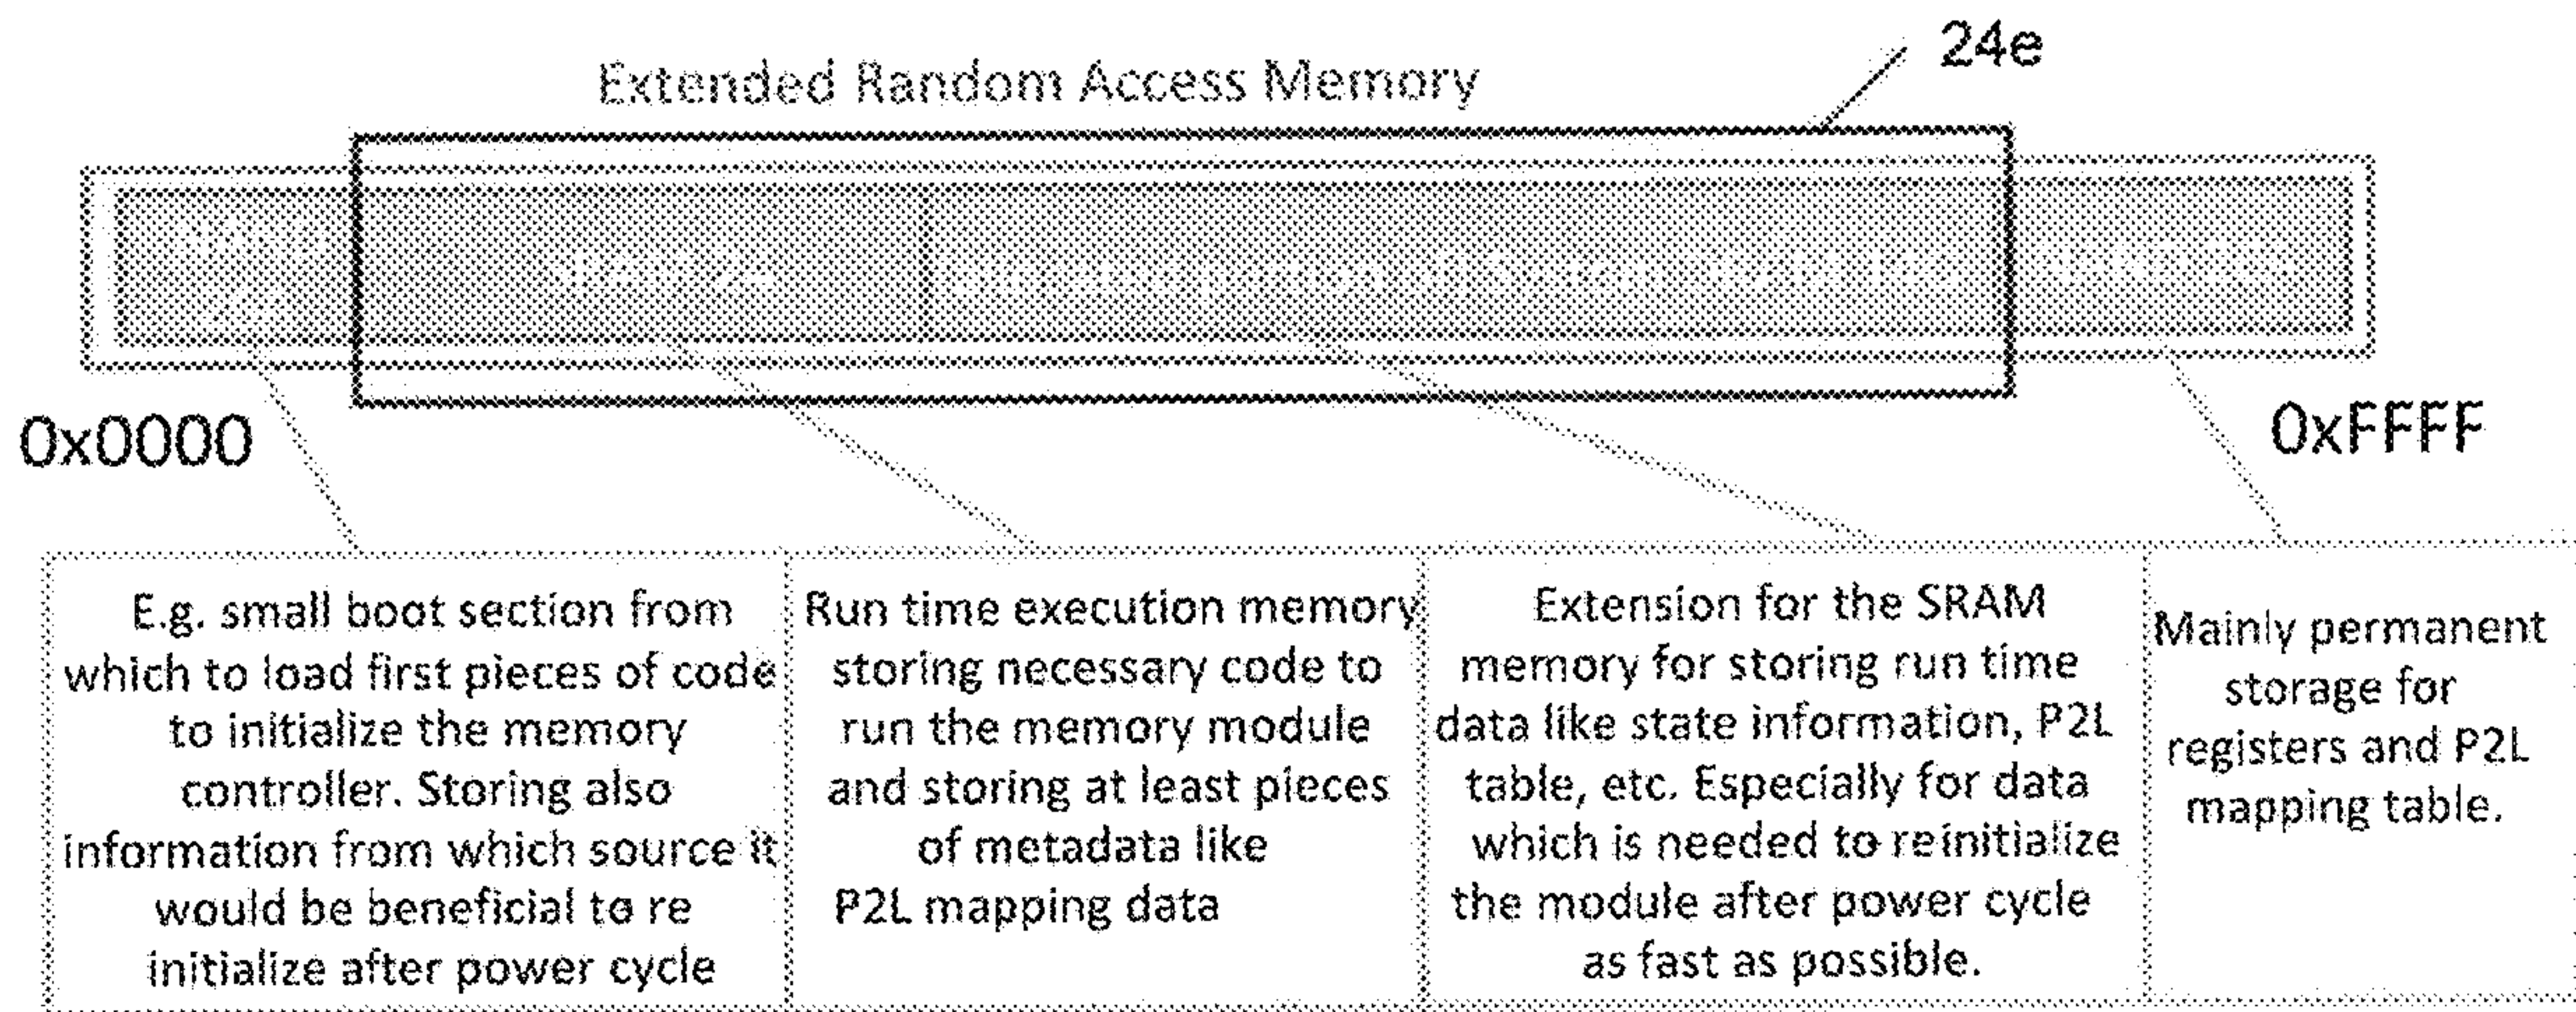 24e
Extended Random Access Memory
0x0000
0xFFFF
E.g. small boot section from
which to load first pieces of code
to initialize the memory
controller. Storing also
information from which source it
would be beneficial to re
initialize after power cycle
Run time execution memory
storing necessary code to
run the memory module
and storing at least pieces
of metadata like
P2L mapping data
Extension for the SRAM
memory for storing run time
data like state information, P2L
table, etc. Especially for data
which is needed to reinitialize
the module after power cycle
as fast as possible.
Mainly permanent
storage for
registers and P2L
mapping table.